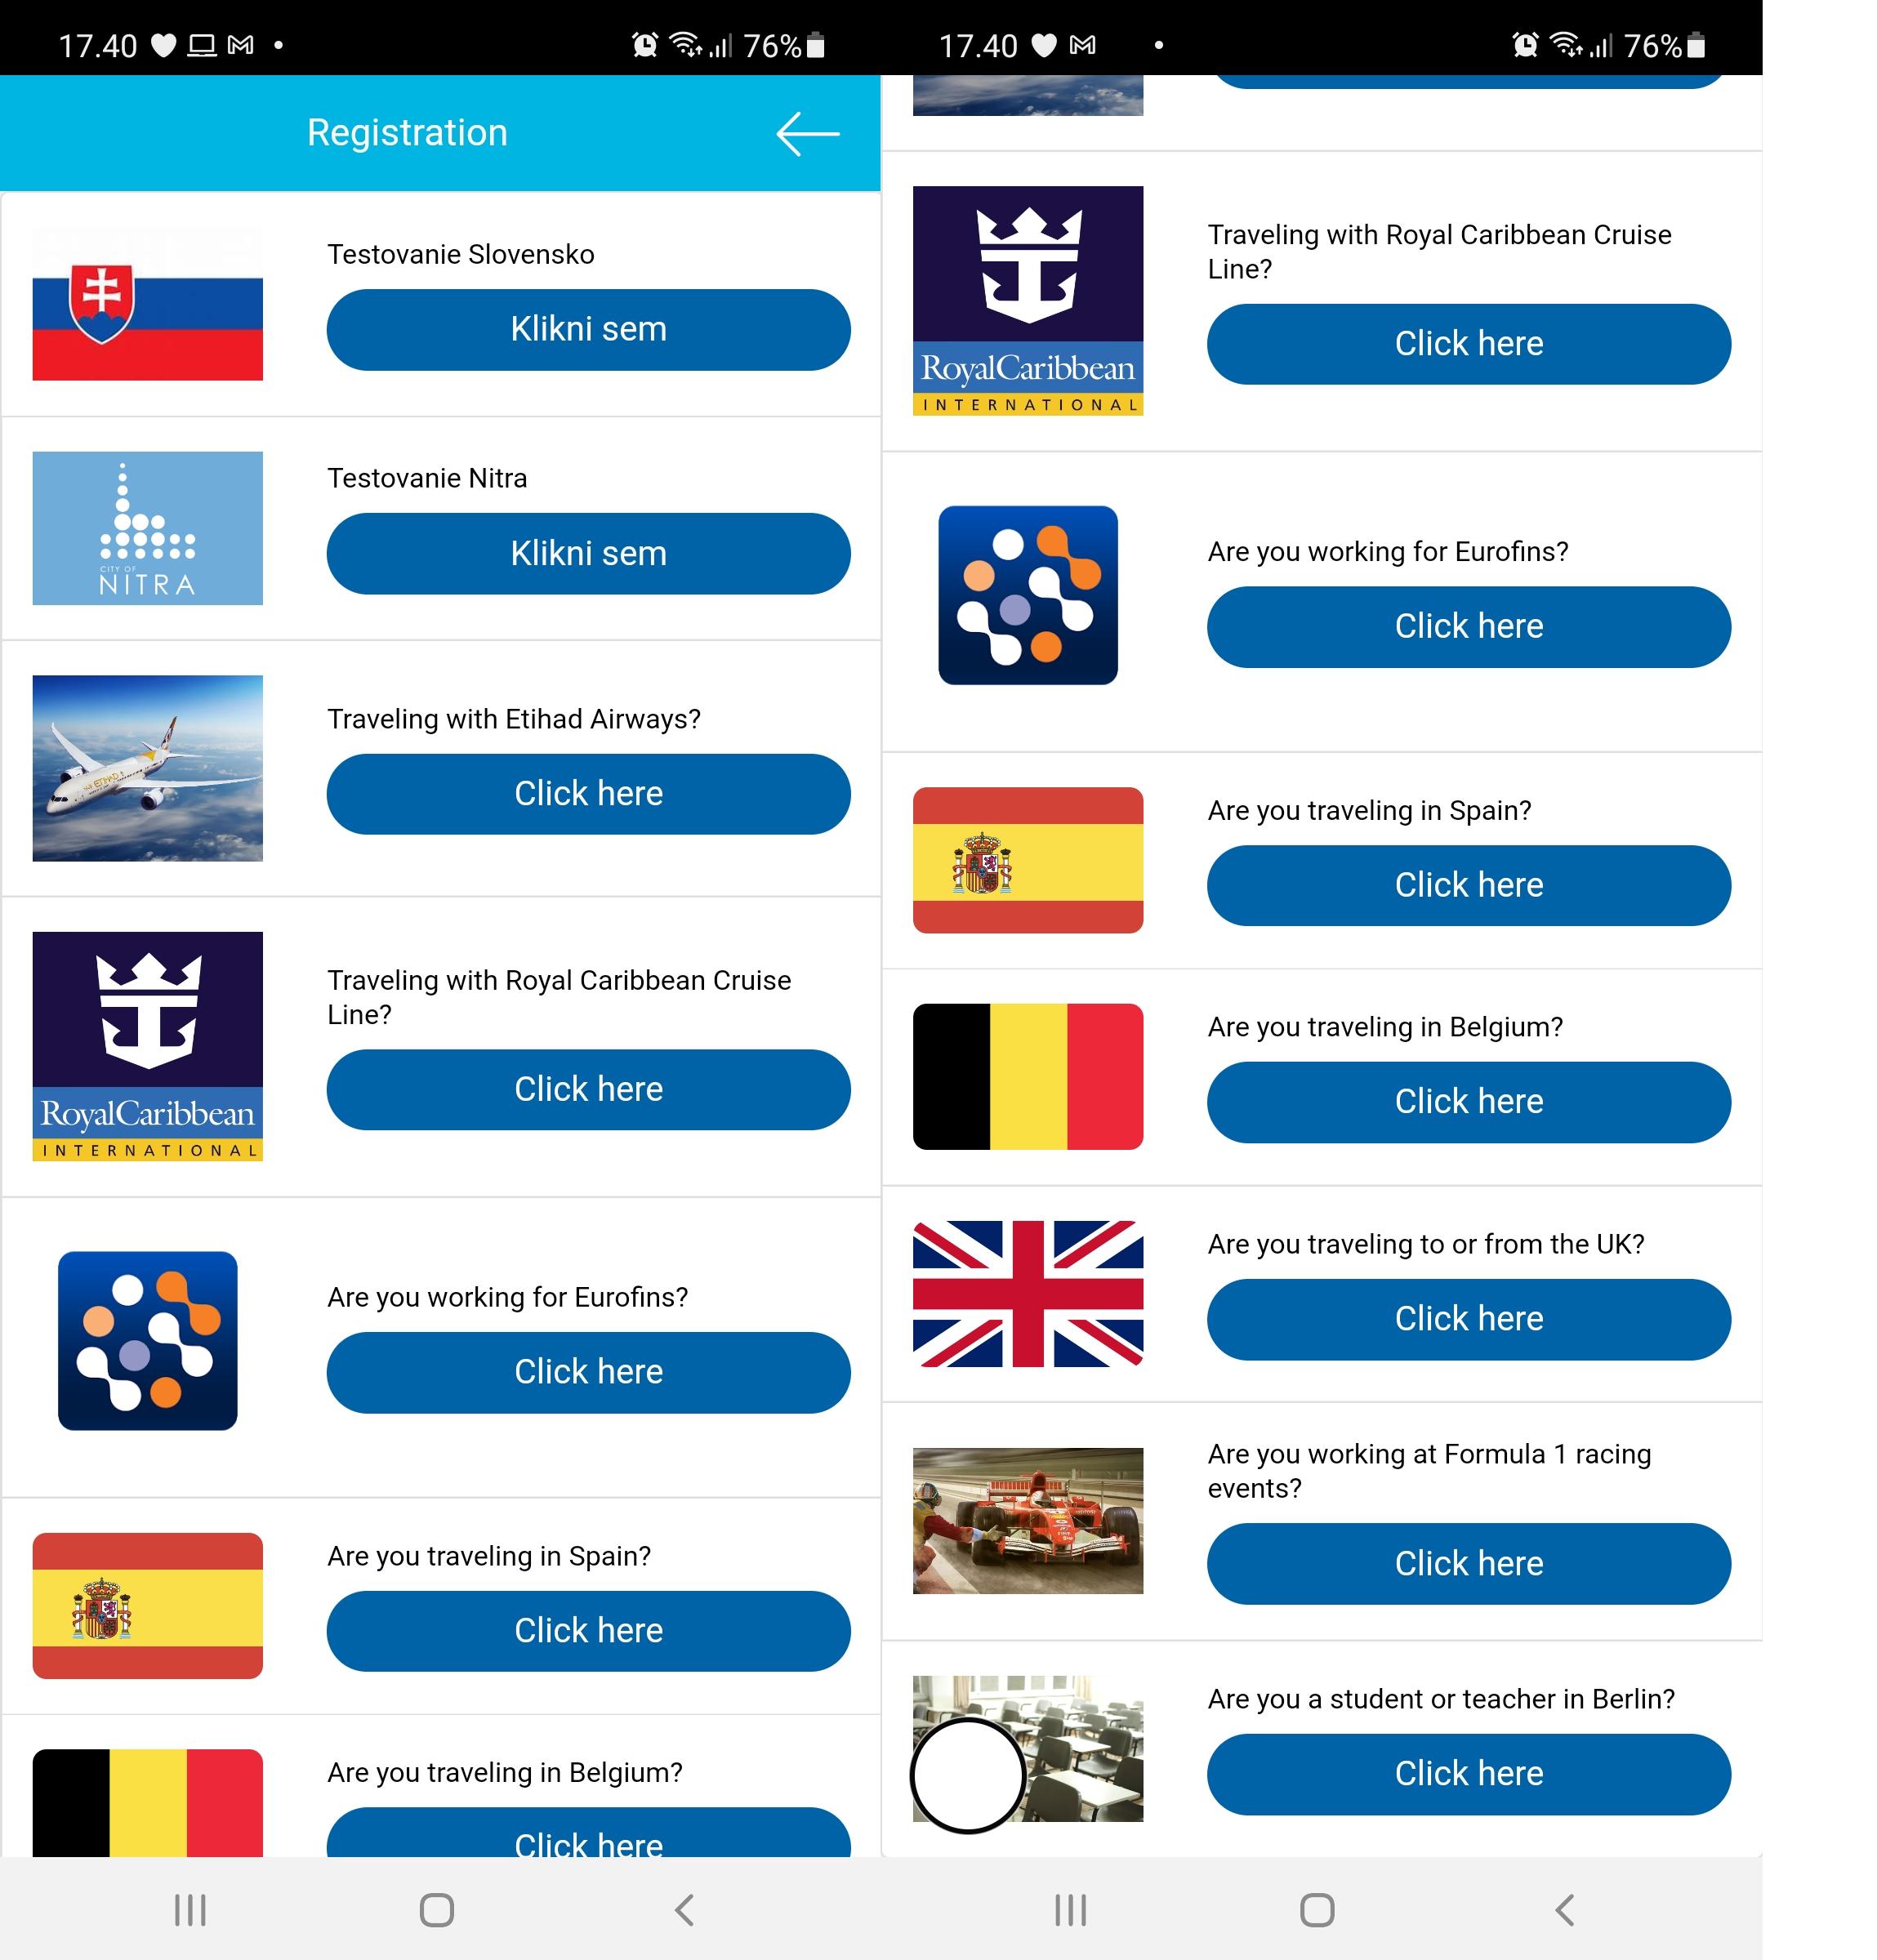 17.40
76%
Registration
Testovanie Slovensko
Klikni sem
CITY OF
NITRA
Testovanie Nitra
Klikni sem
ETIHAD
Traveling with Etihad Airways?
Click here
RoyalCaribbean
INTERNATIONAL
Traveling with Royal Caribbean Cruise
Line?
Click here
Are you working for Eurofins?
Click here
Are you traveling in Spain?
Click here
Are you traveling in Belgium?
Click here
17.40
76%
RoyalCaribbean
INTERNATIONAL
Traveling with Royal Caribbean Cruise
Line?
Click here
Are you working for Eurofins?
Click here
Are you traveling in Spain?
Click here
Are you traveling in Belgium?
Click here
Are you traveling to or from the UK?
Click here
Are you working at Formula 1 racing
events?
Click here
Are you a student or teacher in Berlin?
Click here